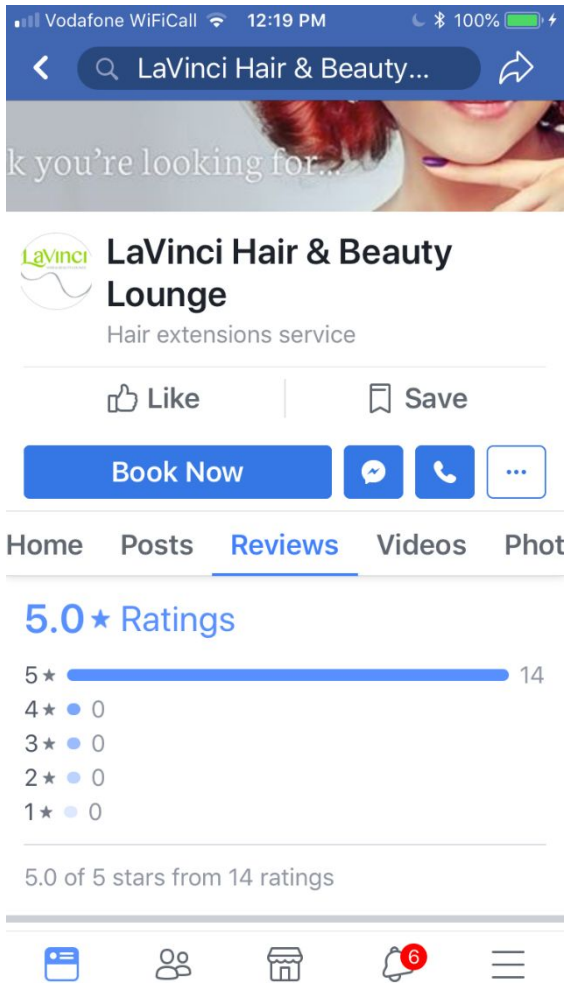 Vodafone WiFiCall 12:19 PM 100%
LaVinci Hair & Beauty...
k you're looking for...
LaVinci
LaVinci Hair & Beauty
Lounge
Hair extensions service
Like Save
Book Now
Home Posts Reviews Videos Phot
5.0★ Ratings
5★ 14
4★ 0
3★ 0
2★ 0
1★ 0
5.0 of 5 stars from 14 ratings
6